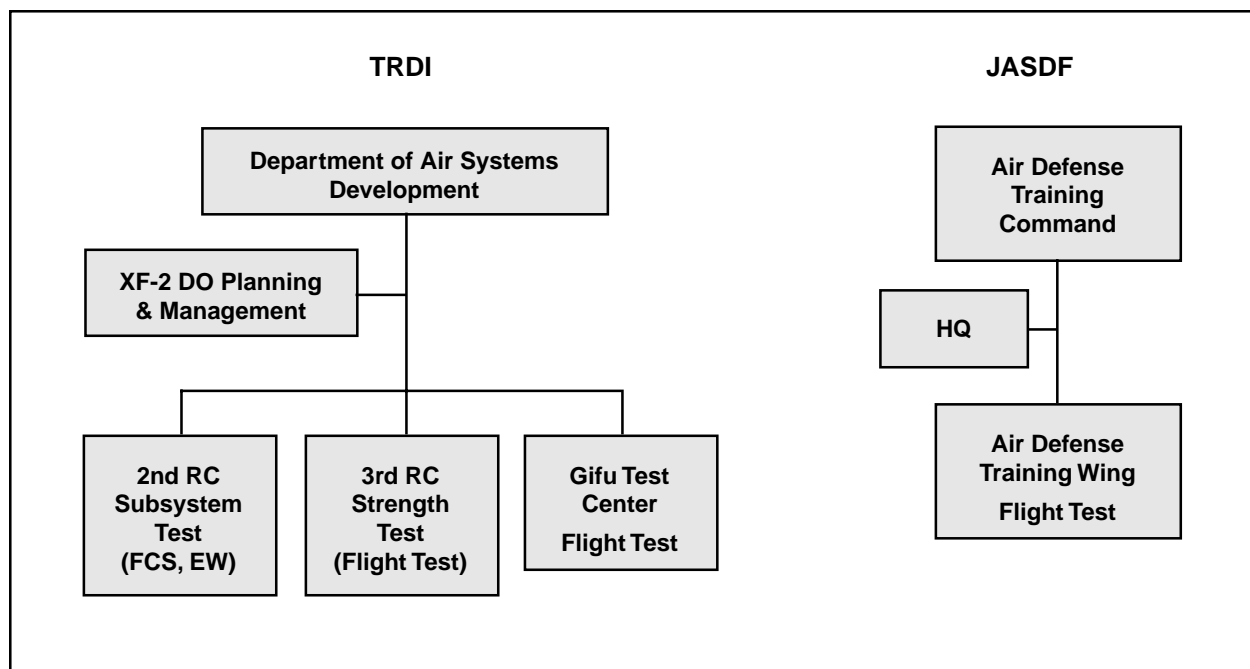 TRDI
Department of Air Systems
Development
XF-2 DO Planning
& Management
2nd RC
Subsystem
Test
(FCS, EW)
3rd RC
Strength
Test
(Flight Test)
Gifu Test
Center
Flight Test
JASDF
Air Defense
Training
Command
HQ
Air Defense
Training Wing
Flight Test